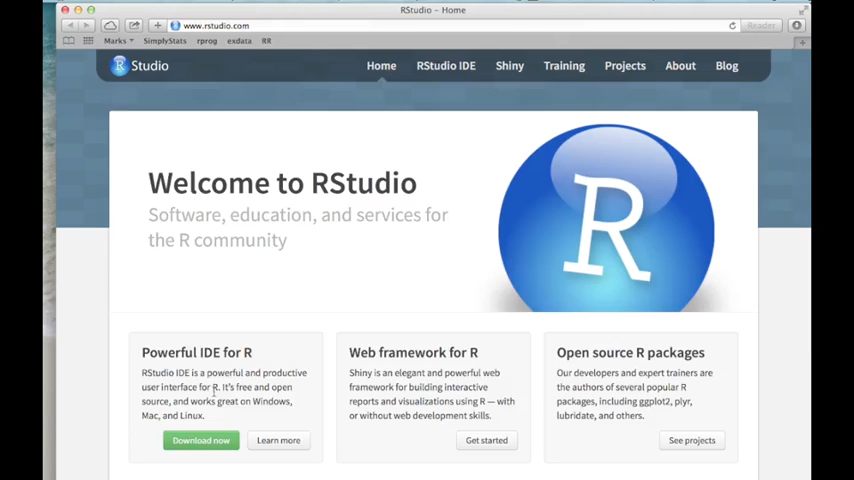 RStudio – Home
www.rstudio.com
Reader
Marks SimplyStats rprog exdata RR
R Studio
Home RStudio IDE Shiny Training Projects About Blog
Welcome to RStudio
Software, education, and services for
the R community
R
Powerful IDE for R
RStudio IDE is a powerful and productive
user interface for R. It's free and open
source, and works great on Windows,
Mac, and Linux.
Download now Learn more
Web framework for R
Shiny is an elegant and powerful web
framework for building interactive
reports and visualizations using R — with
or without web development skills.
Get started
Open source R packages
Our developers and expert trainers are
the authors of several popular R
packages, including ggplot2, plyr,
lubridate, and others.
See projects